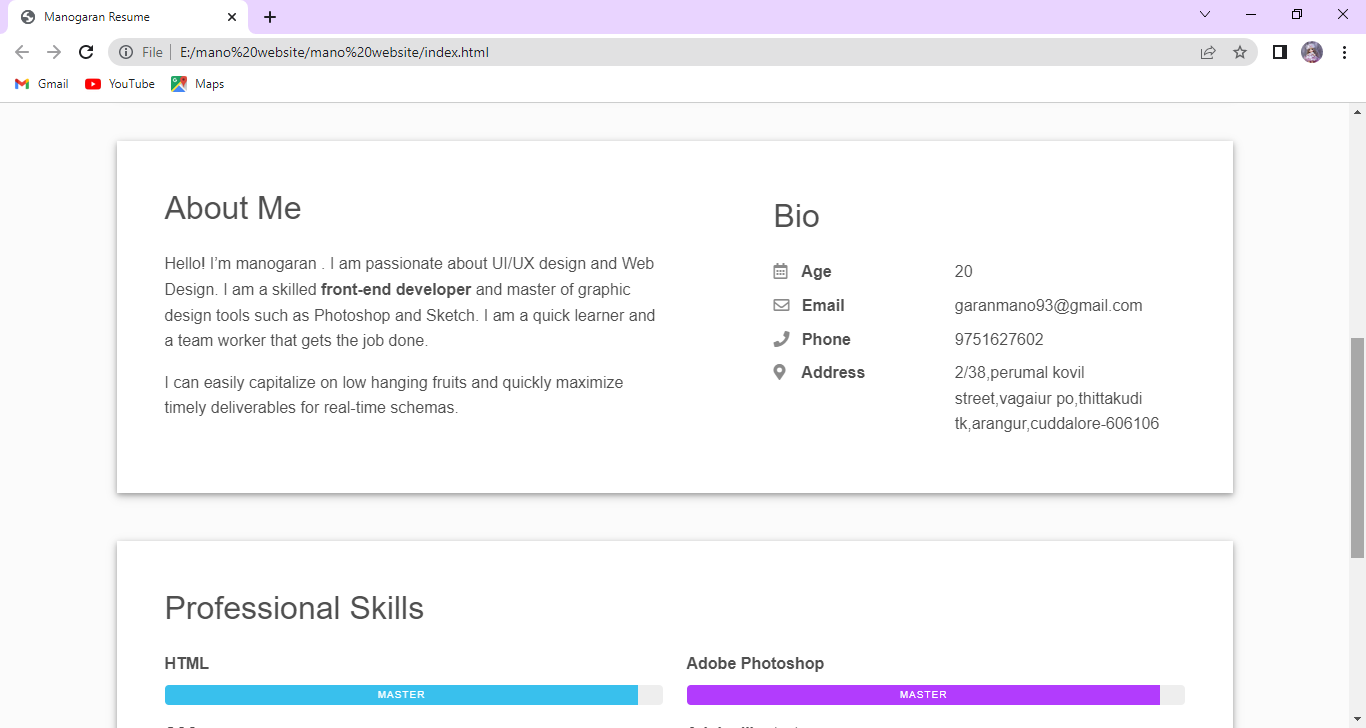 Manogaran Resume
File
E:/mano%20website/mano%20website/index.html
Gmail
YouTube
Maps
About Me
Hello! I’m manogaran . I am passionate about UI/UX design and Web
Design. I am a skilled front-end developer and master of graphic
design tools such as Photoshop and Sketch. I am a quick learner and
a team worker that gets the job done.
I can easily capitalize on low hanging fruits and quickly maximize
timely deliverables for real-time schemas.
Bio
Age 20
Email garanmano93@gmail.com
Phone 9751627602
Address 2/38,perumal kovil
street,vagaiur po,thittakudi
tk,arangur,cuddalore-606106
Professional Skills
HTML
MASTER
Adobe Photoshop
MASTER